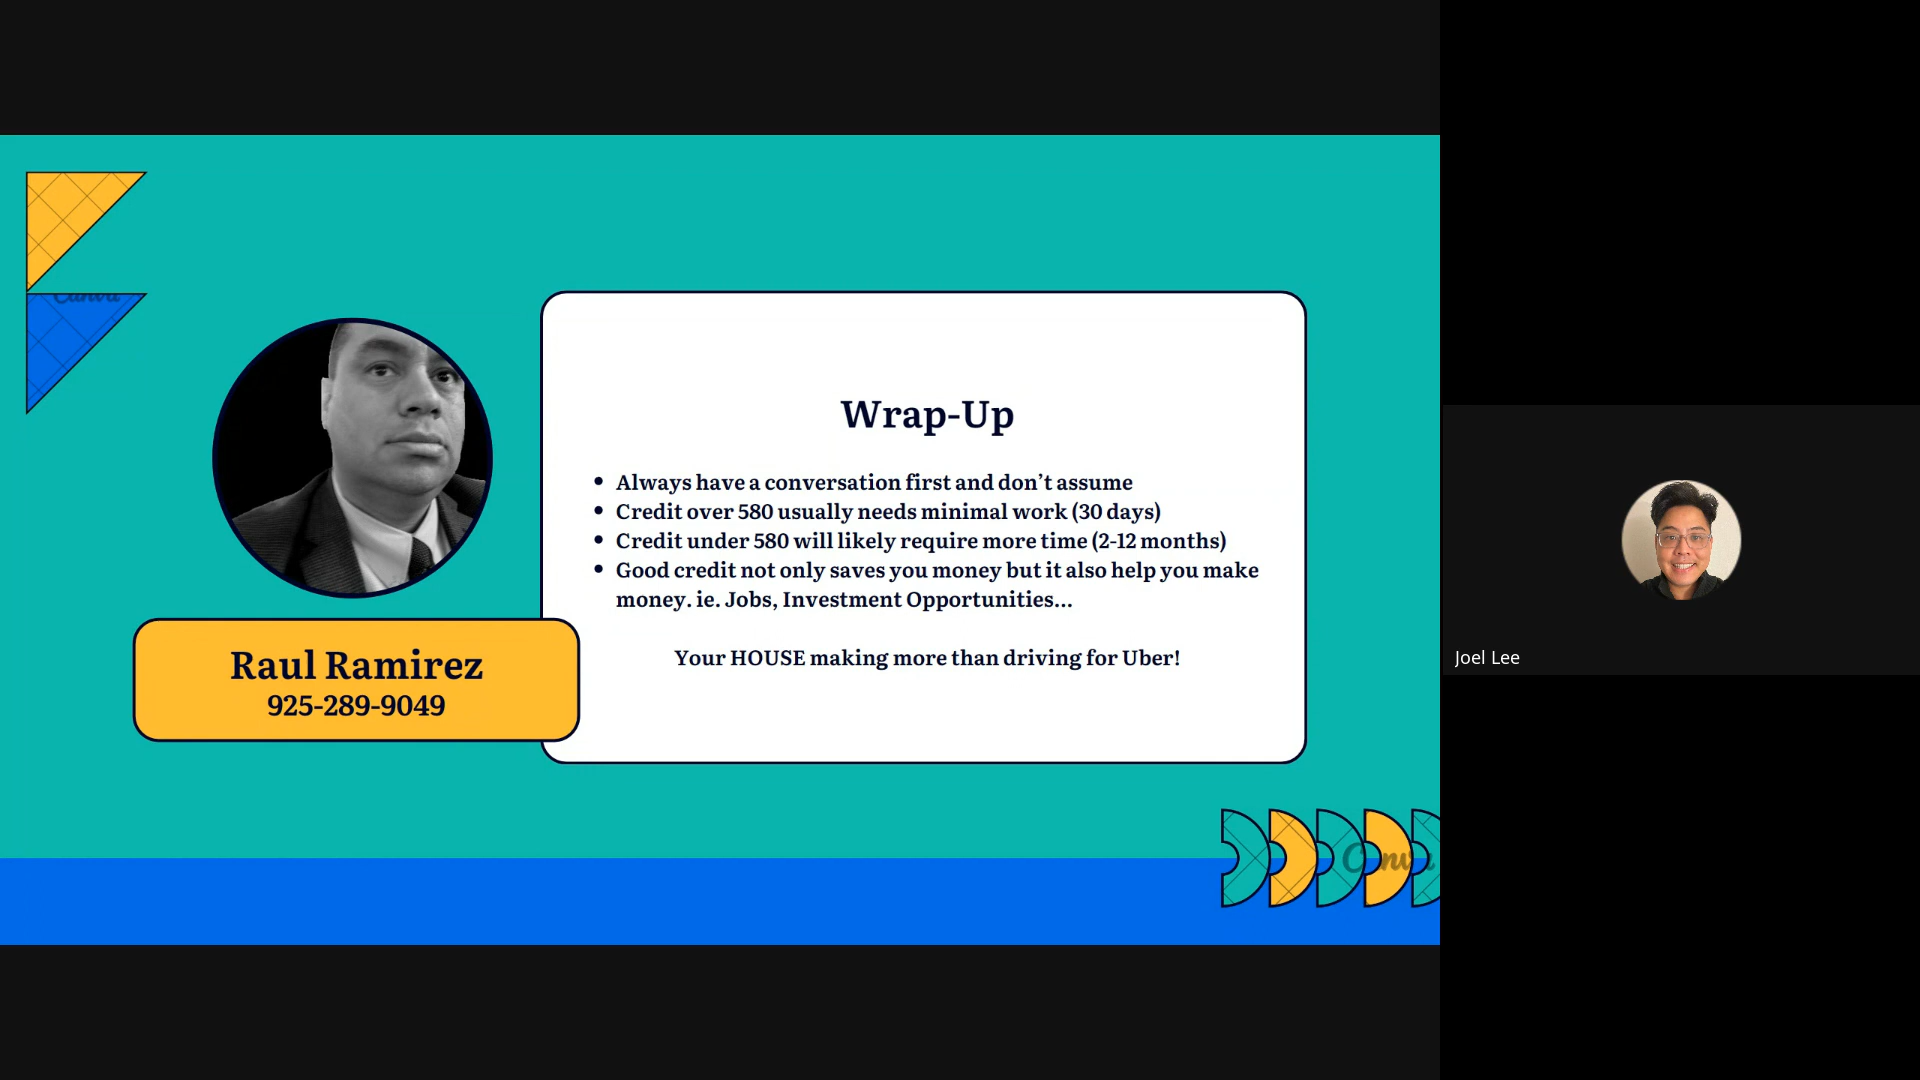 Canva
Wrap-Up
• Always have a conversation first and don’t assume
• Credit over 580 usually needs minimal work (30 days)
• Credit under 580 will likely require more time (2-12 months)
• Good credit not only saves you money but it also help you make
money. ie. Jobs, Investment Opportunities...
Your HOUSE making more than driving for Uber!
Raul Ramirez
925-289-9049
Canva
Joel Lee